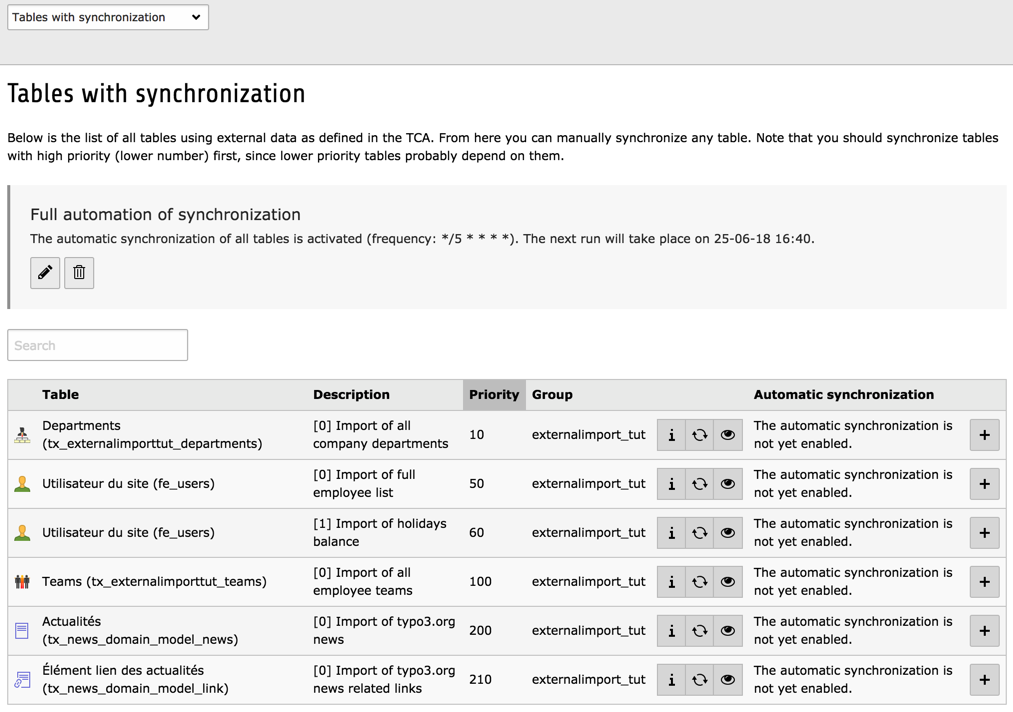 Tables with synchronization
Tables with synchronization
Below is the list of all tables using external data as defined in the TCA. From here you can manually synchronize any table. Note that you should synchronize tables
with high priority (lower number) first, since lower priority tables probably depend on them.
Full automation of synchronization
The automatic synchronization of all tables is activated (frequency: */5 * * * *). The next run will take place on 25-06-18 16:40.
Search
Table Description Priority Group Automatic synchronization
Departments [0] Import of all The automatic synchronization is
(tx_externalimporttut_departments) company departments 10 externalimport_tut not yet enabled.
[0] Import of full The automatic synchronization is
Utilisateur du site (fe_users) employee list 50 externalimport_tut not yet enabled.
[1] Import of holidays The automatic synchronization is
Utilisateur du site (fe_users) balance 60 externalimport_tut not yet enabled.
[0] Import of all The automatic synchronization is
Teams (tx_externalimporttut_teams) employee teams 100 externalimport_tut not yet enabled.
Actualités [0] Import of typo3.org The automatic synchronization is
(tx_news_domain_model_news) news 200 externalimport_tut not yet enabled.
Élément lien des actualités [0] Import of typo3.org The automatic synchronization is
(tx_news_domain_model_link) news related links 210 externalimport_tut not yet enabled.